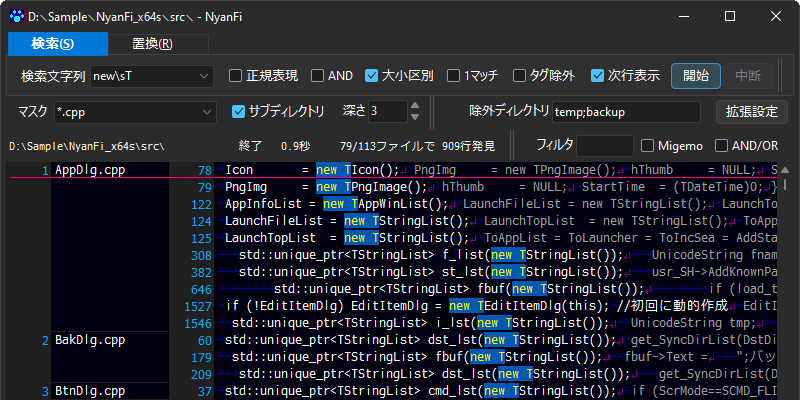 D:\Sample\NyanFi_x64s\src\ - NyanFi
検索(S) 置換(R)
検索文字列 new\sT 正規表現 AND 大小区別 1マッチ タグ除外 次行表示 開始 中断
マスク *.cpp サブディレクトリ 深さ 3 除外ディレクトリ temp;backup 拡張設定
D:\Sample\NyanFi_x64s\src\ 終了 0.9秒 79/113ファイルで 909行発見 フィルタ Migemo AND/OR
1 AppDlg.cpp 78 Icon = new TIcon();↵ PngImg = new TPngImage();↵ hThumb = NULL;↵ S
79 PngImg = new TPngImage();↵ hThumb = NULL;↵ StartTime = (TDateTime)0;↵ }
122 AppInfoList = new TAppWinList();↵ LaunchFileList = new TStringList();↵ LaunchTo
124 LaunchFileList = new TStringList();↵ LaunchTopList = new TStringList();↵ ToApp
125 LaunchTopList = new TStringList();↵ ToAppList = ToLauncher = ToIncSea = AddSta
308 std::unique_ptr<TStringList> f_list(new TStringList());↵ UnicodeString fnam
382 std::unique_ptr<TStringList> st_lst(new TStringList());↵ usr_SH->AddKnownPa
646 std::unique_ptr<TStringList> fbuf(new TStringList());↵ if (load_t
1527 if (!EditItemDlg) EditItemDlg = new TEditItemDlg(this); //初回に動的作成↵ EditI
1546 std::unique_ptr<TStringList> i_lst(new TStringList());↵ UnicodeString tmp;↵
2 BakDlg.cpp 60 std::unique_ptr<TStringList> dst_lst(new TStringList());↵ get_SyncDirList(DstDi
179 std::unique_ptr<TStringList> fbuf(new TStringList());↵ fbuf->Text = ";バッ
209 std::unique_ptr<TStringList> dst_lst(new TStringList());↵ get_SyncDirList(D
3 BtnDlg.cpp 37 std::unique_ptr<TStringList> cmd_lst(new TStringList());↵ if (ScrMode==SCMD_FLI